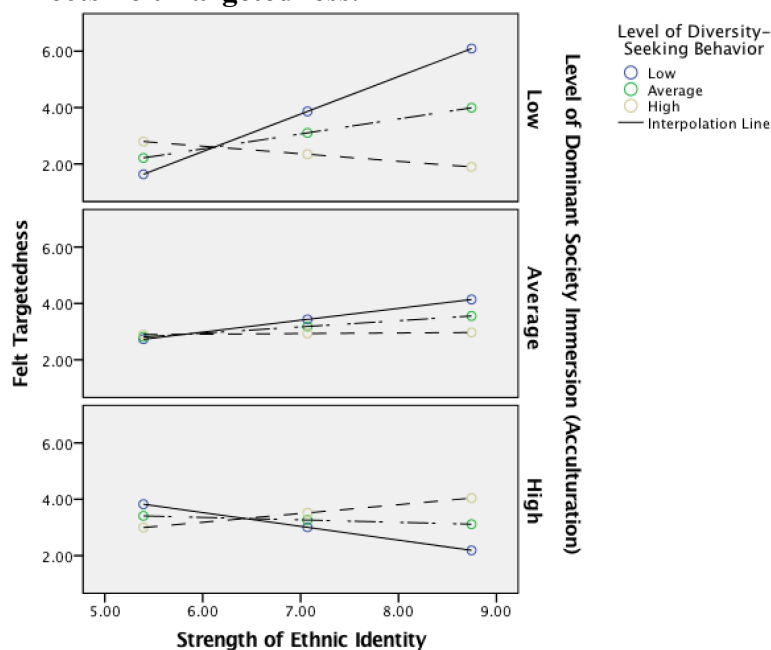 6.00
4.00
2.00
Low
6.00
4.00
2.00
Average
6.00
4.00
2.00
High
5.00 6.00 7.00 8.00 9.00
Strength of Ethnic Identity
Felt Targetedness
Level of Dominant Society Immersion (Acculturation)
Level of Diversity-
Seeking Behavior
Low
Average
High
Interpolation Line